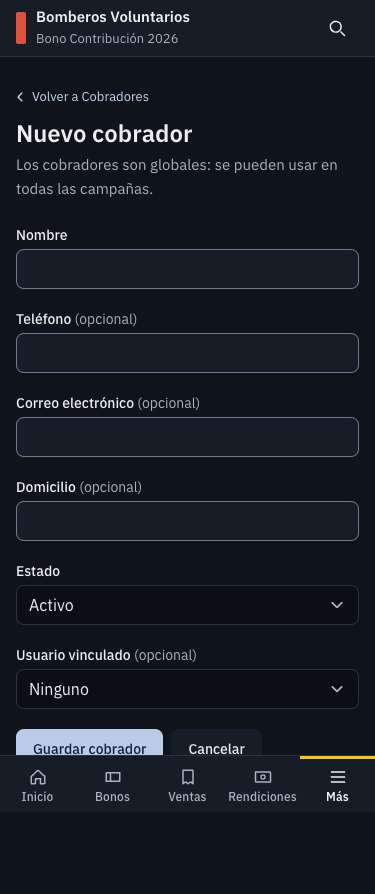 Bomberos Voluntarios
Bono Contribución 2026
Volver a Cobradores
Nuevo cobrador
Los cobradores son globales: se pueden usar en
todas las campañas.
Nombre
Teléfono (opcional)
Correo electrónico (opcional)
Domicilio (opcional)
Estado
Activo
Usuario vinculado (opcional)
Ninguno
Guardar cobrador Cancelar
Inicio Bonos Ventas Rendiciones Más